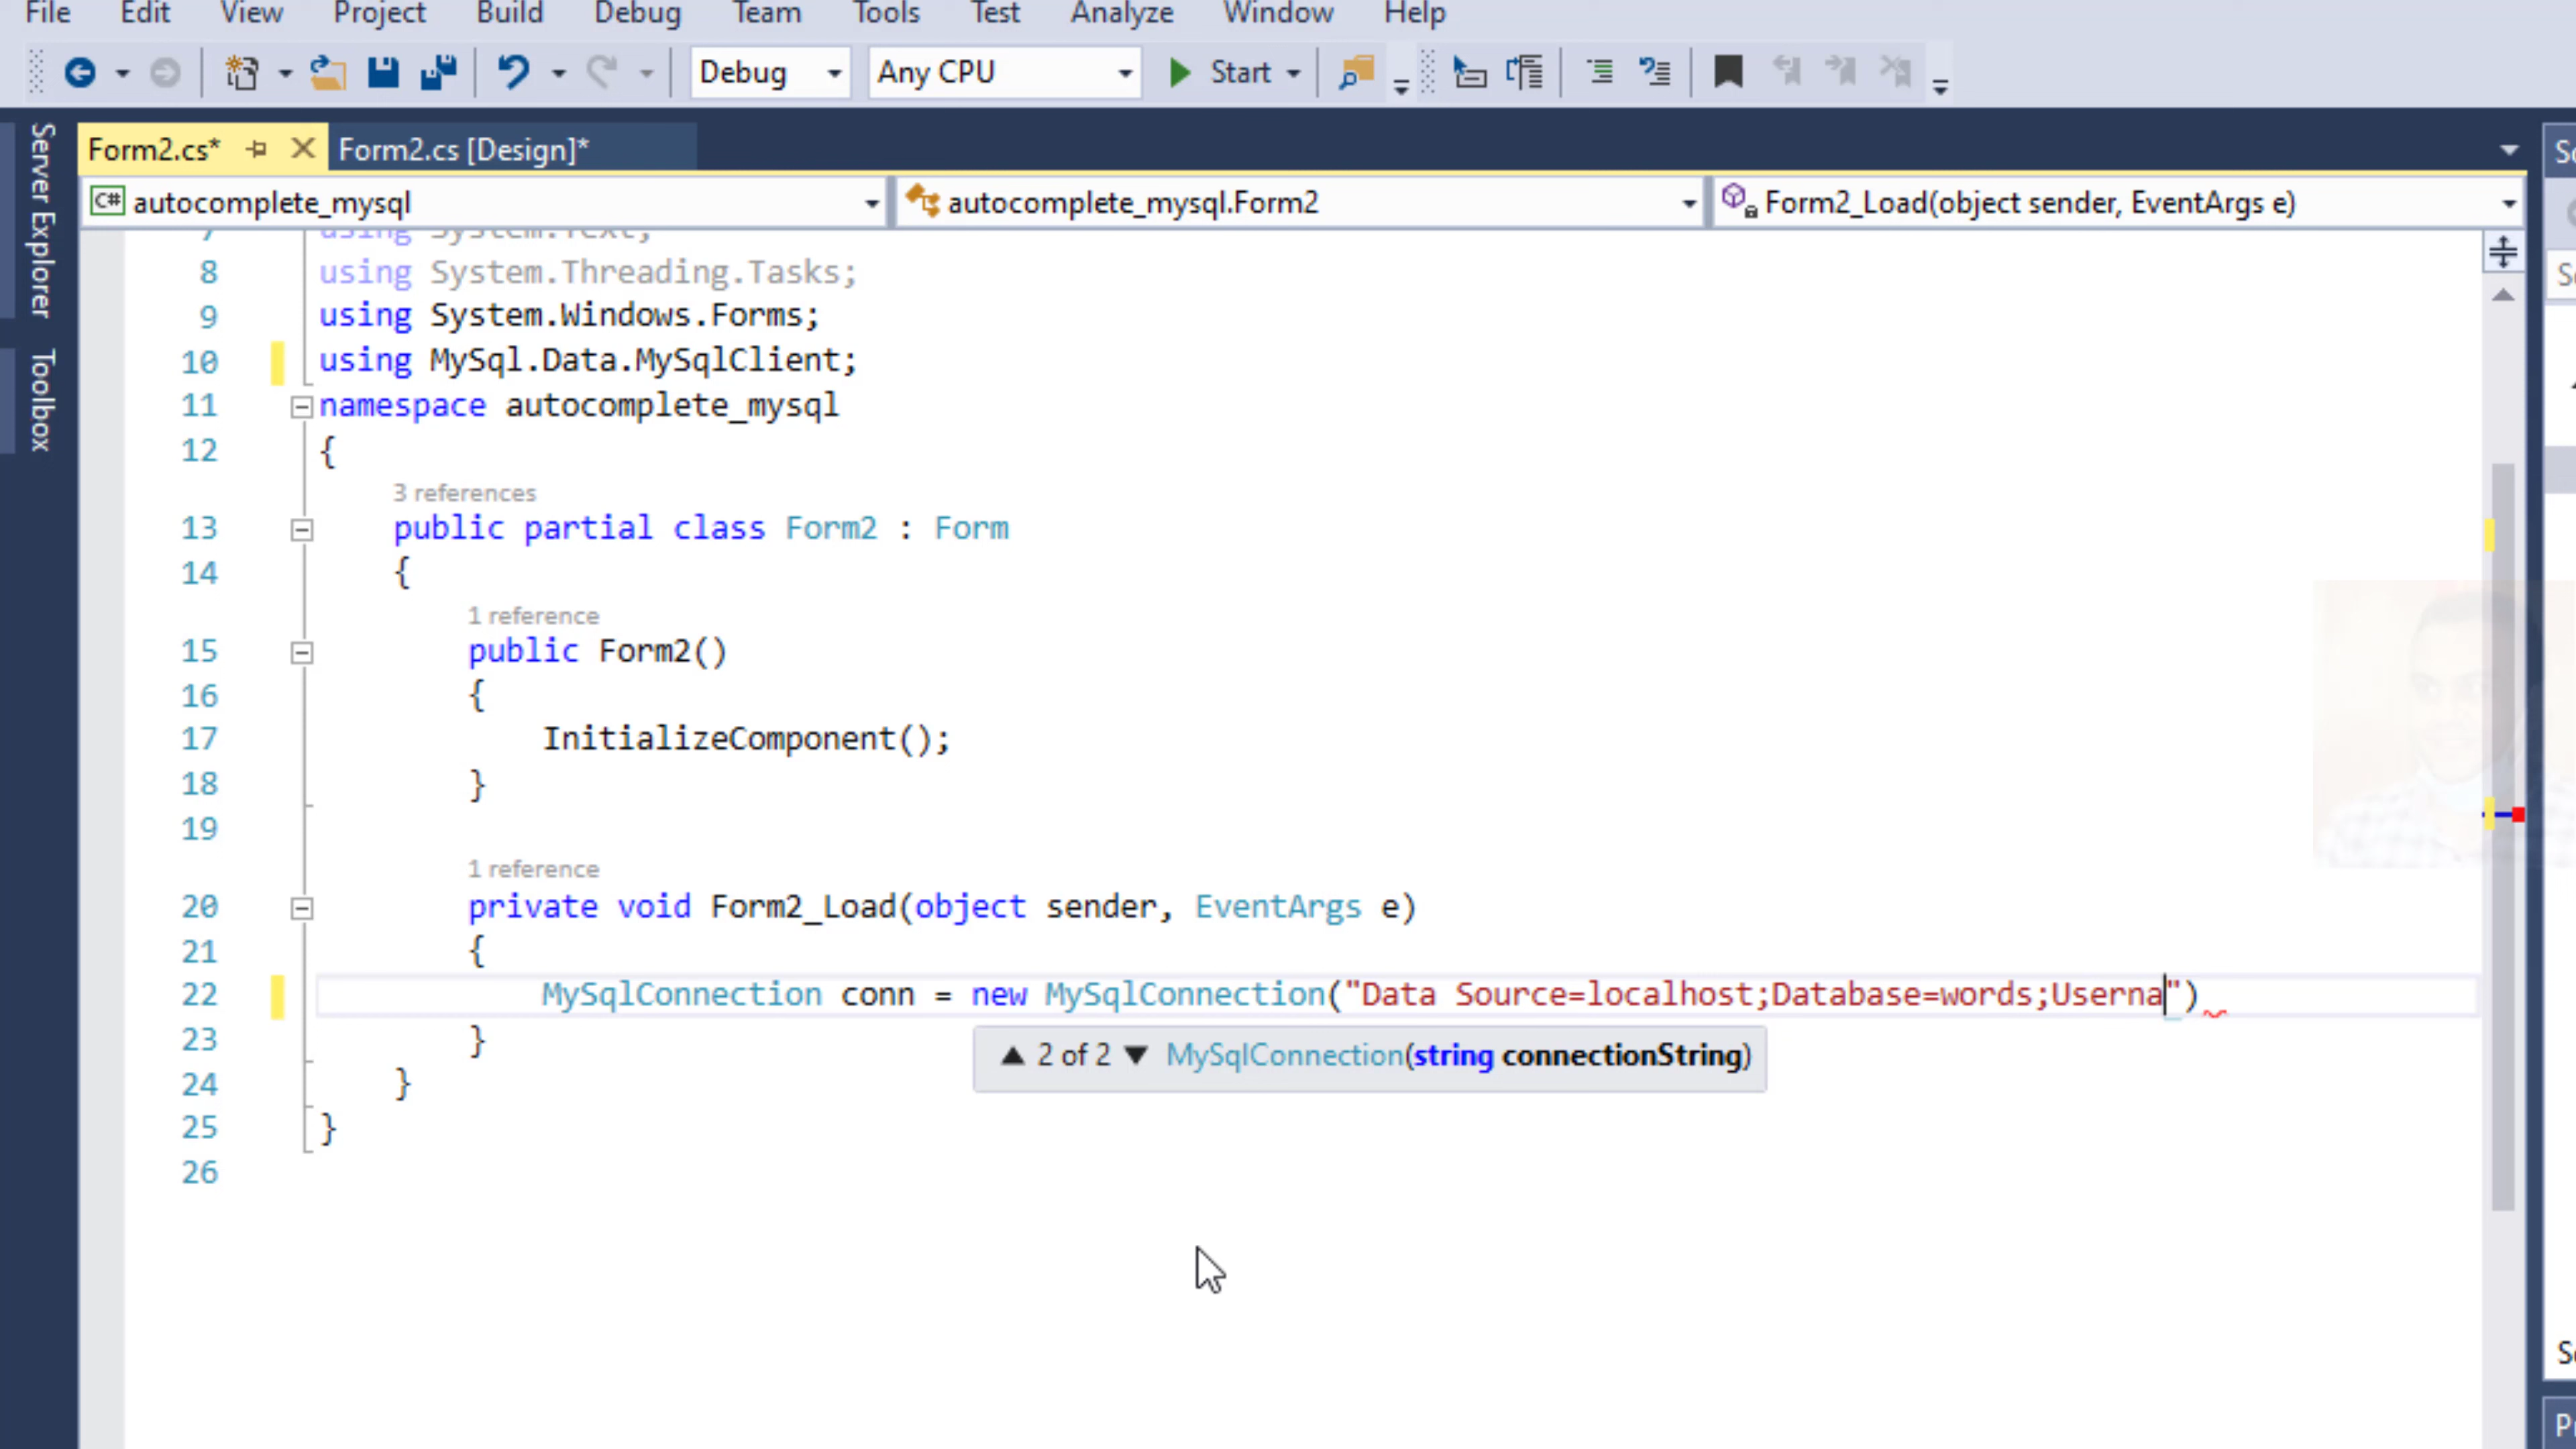 File Edit View Project Build Debug Team Tools Test Analyze Window Help
Debug Any CPU Start
Server Explorer
Toolbox
Form2.cs* Form2.cs [Design]*
autocomplete_mysql autocomplete_mysql.Form2 Form2_Load(object sender, EventArgs e)
7 using System.Text;
8 using System.Threading.Tasks;
9 using System.Windows.Forms;
10 using MySql.Data.MySqlClient;
11 namespace autocomplete_mysql
12 {
3 references
13 public partial class Form2 : Form
14 {
1 reference
15 public Form2()
16 {
17 InitializeComponent();
18 }
19
1 reference
20 private void Form2_Load(object sender, EventArgs e)
21 {
22 MySqlConnection conn = new MySqlConnection("Data Source=localhost;Database=words;Userna")
23 }
2 of 2 MySqlConnection(string connectionString)
24 }
25 }
26